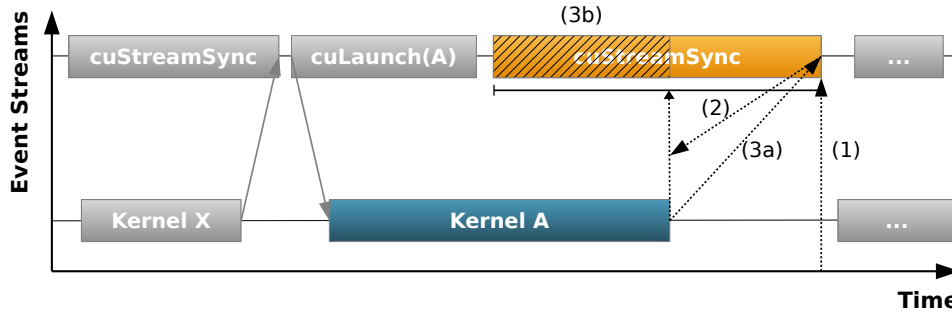 (3b)
cuStreamSync
cuLaunch(A)
cuStreamSync
...
(2)
(3a)
(1)
Event Streams
Kernel X
Kernel A
...
Time